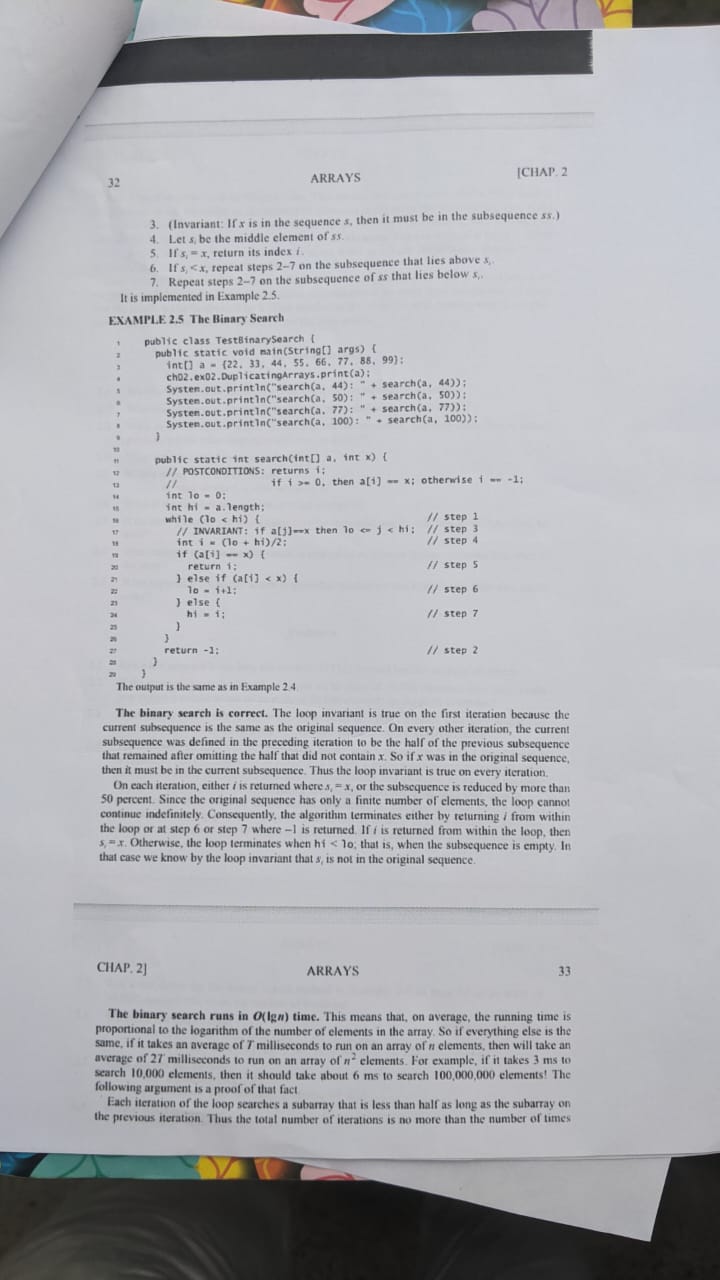 32 ARRAYS [CHAP. 2
3. (Invariant: If x is in the sequence s, then it must be in the subsequence ss.)
4. Let sᵢ be the middle element of ss.
5. If sᵢ = x, return its index i.
6. If sᵢ < x, repeat steps 2–7 on the subsequence that lies above sᵢ.
7. Repeat steps 2–7 on the subsequence of ss that lies below sᵢ.
It is implemented in Example 2.5.
EXAMPLE 2.5 The Binary Search
1 public class TestBinarySearch {
2 public static void main(String[] args) {
3 int[] a = {22, 33, 44, 55, 66, 77, 88, 99};
4 ch02.ex02.DuplicatingArrays.print(a);
5 System.out.println("search(a, 44): " + search(a, 44));
6 System.out.println("search(a, 50): " + search(a, 50));
7 System.out.println("search(a, 77): " + search(a, 77));
8 System.out.println("search(a, 100): " + search(a, 100));
9 }
10
11 public static int search(int[] a, int x) {
12 // POSTCONDITIONS: returns i;
13 // if i >= 0, then a[i] == x; otherwise i == -1;
14 int lo = 0;
15 int hi = a.length;
16 while (lo < hi) { // step 1
17 // INVARIANT: if a[j]==x then lo <= j < hi; // step 3
18 int i = (lo + hi)/2; // step 4
19 if (a[i] == x) {
20 return i; // step 5
21 } else if (a[i] < x) {
22 lo = i+1; // step 6
23 } else {
24 hi = i; // step 7
25 }
26 }
27 return -1; // step 2
28 }
29 }
The output is the same as in Example 2.4
The binary search is correct. The loop invariant is true on the first iteration because the
current subsequence is the same as the original sequence. On every other iteration, the current
subsequence was defined in the preceding iteration to be the half of the previous subsequence
that remained after omitting the half that did not contain x. So if x was in the original sequence,
then it must be in the current subsequence. Thus the loop invariant is true on every iteration.
On each iteration, either i is returned where sᵢ = x, or the subsequence is reduced by more than
50 percent. Since the original sequence has only a finite number of elements, the loop cannot
continue indefinitely. Consequently, the algorithm terminates either by returning i from within
the loop or at step 6 or step 7 where –1 is returned. If i is returned from within the loop, then
sᵢ = x. Otherwise, the loop terminates when hi < lo; that is, when the subsequence is empty. In
that case we know by the loop invariant that sᵢ is not in the original sequence.
CHAP. 2] ARRAYS 33
The binary search runs in O(lgn) time. This means that, on average, the running time is
proportional to the logarithm of the number of elements in the array. So if everything else is the
same, if it takes an average of T milliseconds to run on an array of n elements, then will take an
average of 2T milliseconds to run on an array of n² elements. For example, if it takes 3 ms to
search 10,000 elements, then it should take about 6 ms to search 100,000,000 elements! The
following argument is a proof of that fact.
Each iteration of the loop searches a subarray that is less than half as long as the subarray on
the previous iteration. Thus the total number of iterations is no more than the number of times